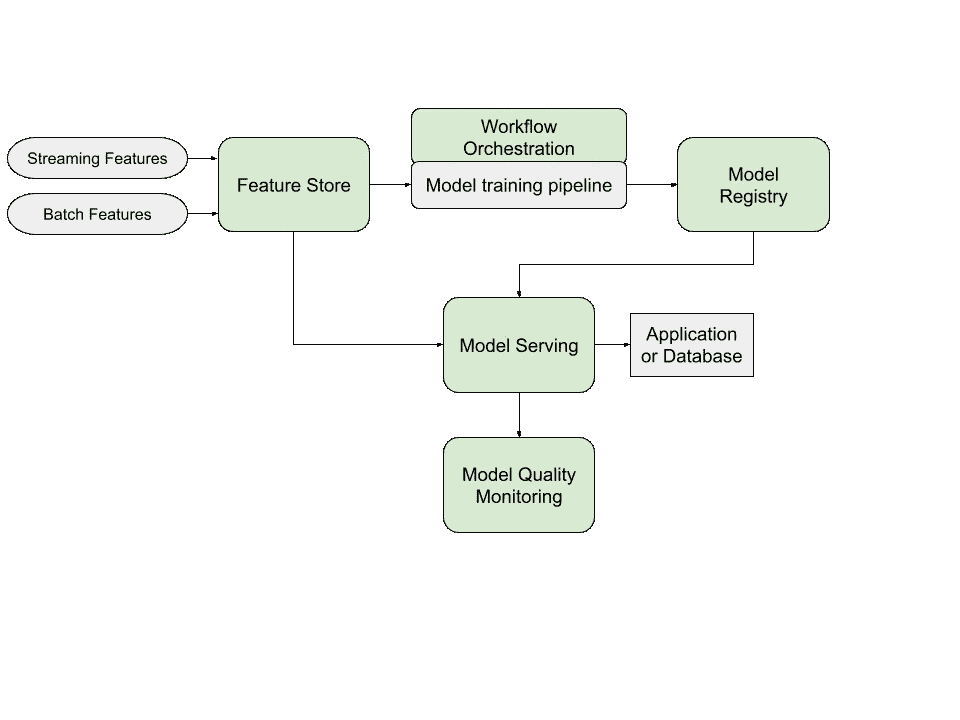 Streaming Features
Batch Features
Feature Store
Workflow
Orchestration
Model training pipeline
Model
Registry
Model Serving
Application
or Database
Model Quality
Monitoring